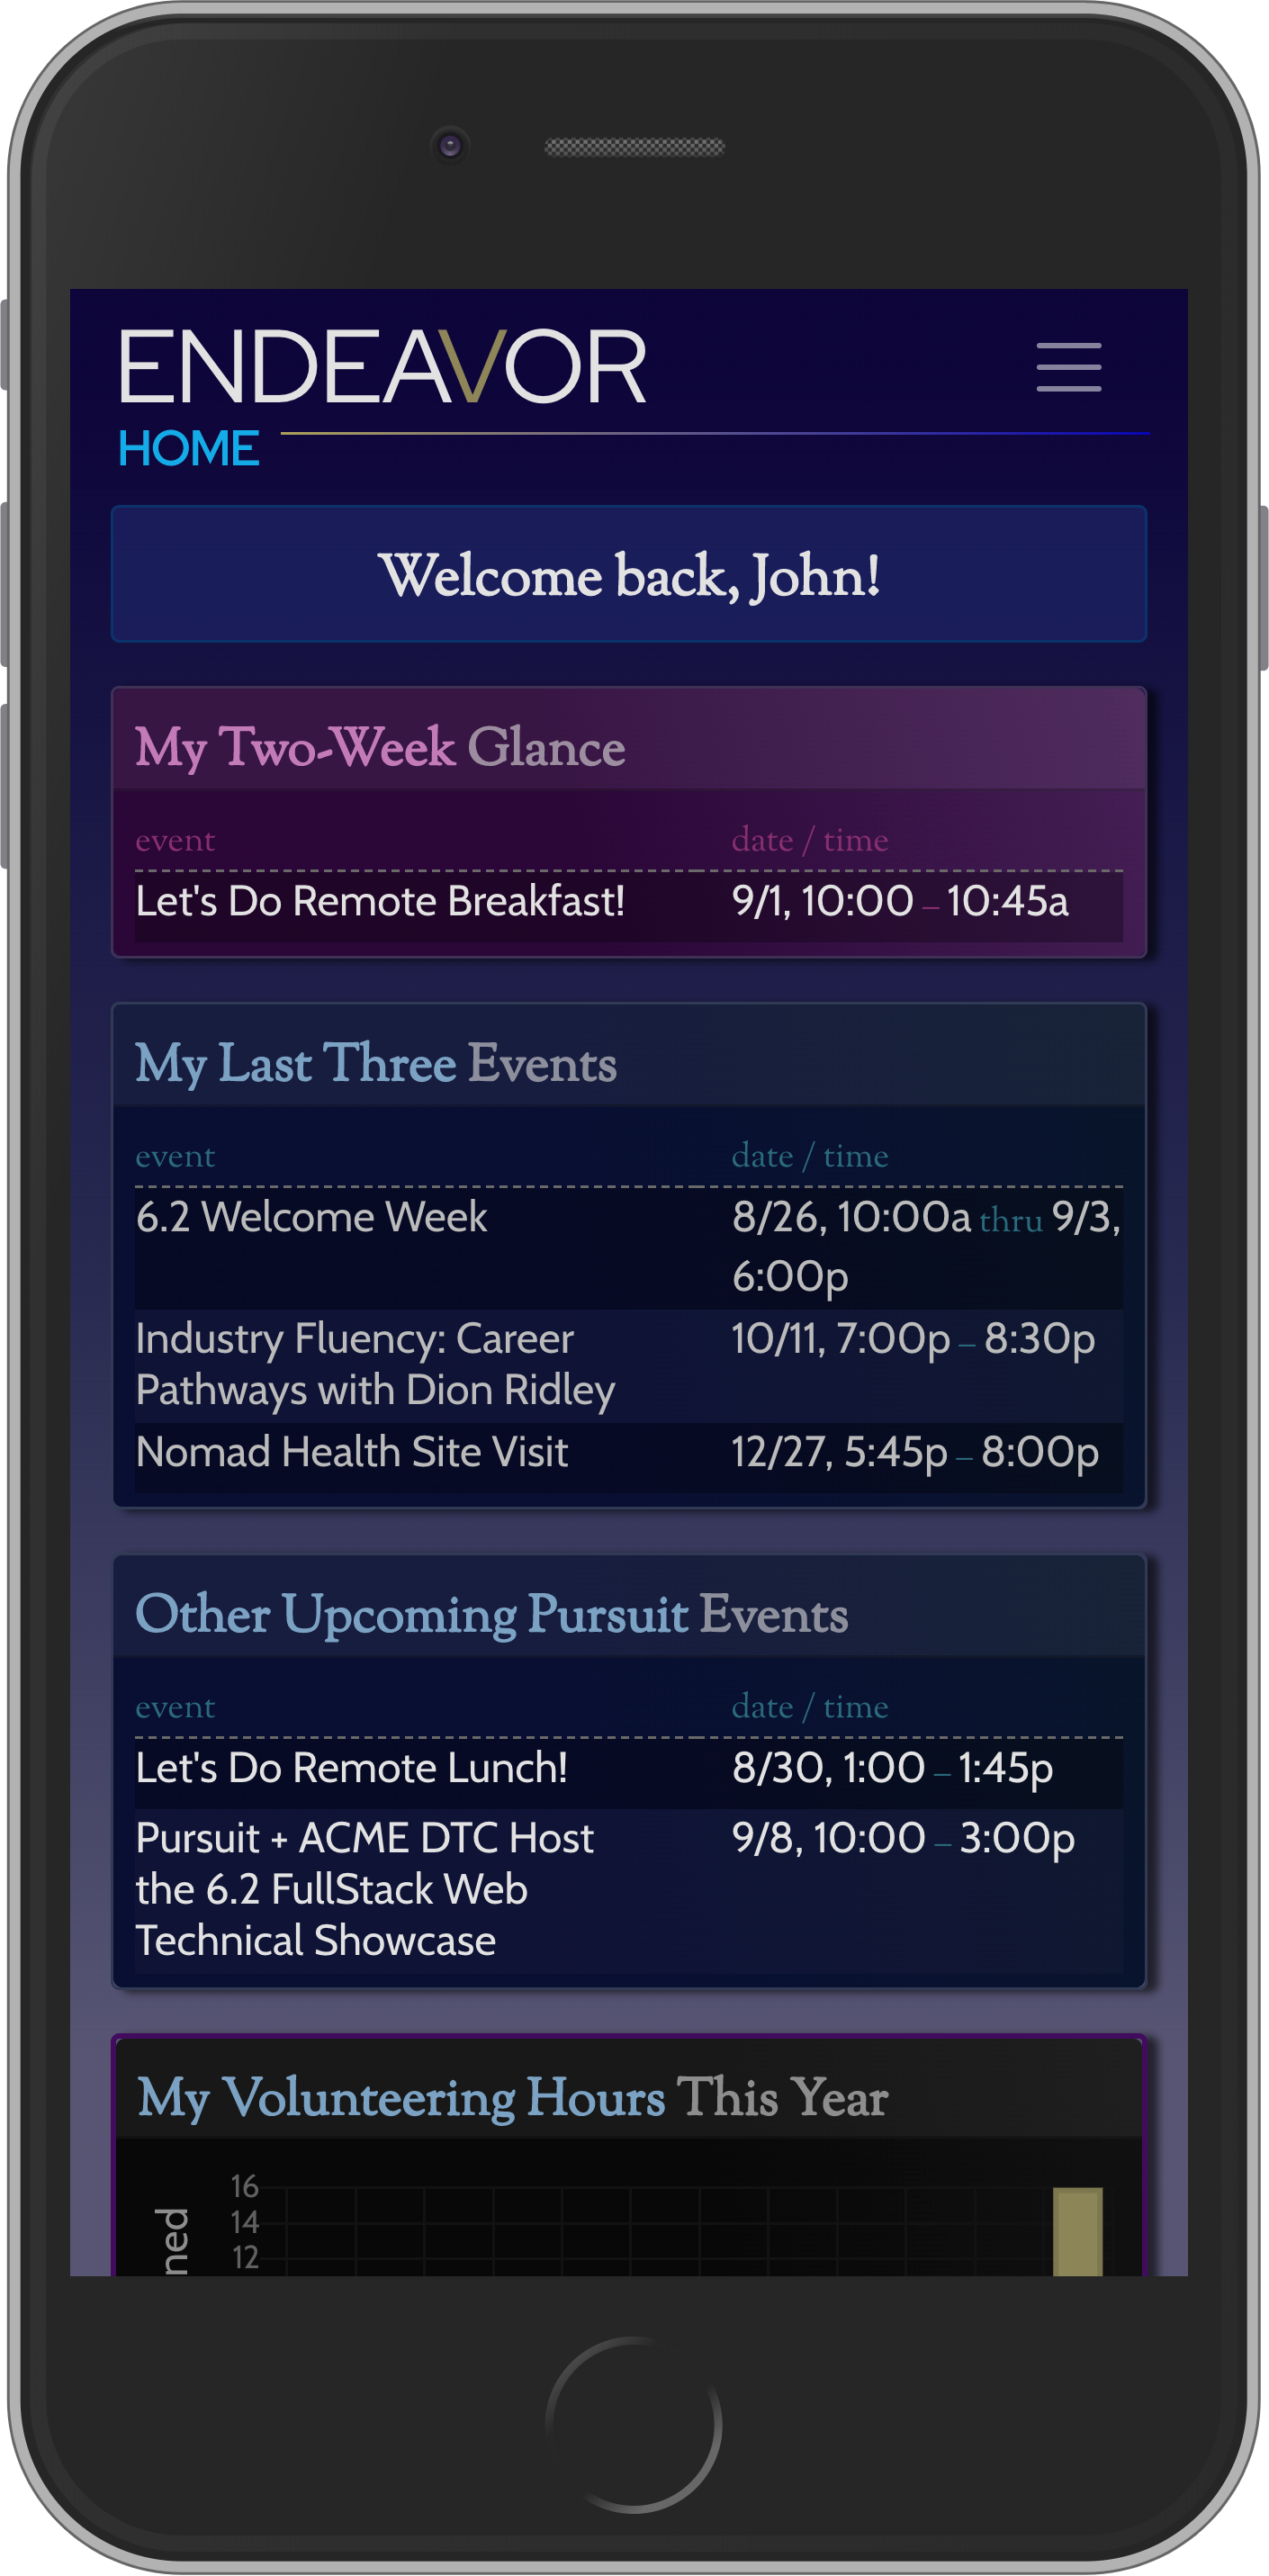 ENDEAVOR
HOME
Welcome back, John!
My Two-Week Glance
event date / time
Let's Do Remote Breakfast! 9/1, 10:00 – 10:45a
My Last Three Events
event date / time
6.2 Welcome Week 8/26, 10:00a thru 9/3,
6:00p
Industry Fluency: Career 10/11, 7:00p – 8:30p
Pathways with Dion Ridley
Nomad Health Site Visit 12/27, 5:45p – 8:00p
Other Upcoming Pursuit Events
event date / time
Let's Do Remote Lunch! 8/30, 1:00 – 1:45p
Pursuit + ACME DTC Host 9/8, 10:00 – 3:00p
the 6.2 FullStack Web
Technical Showcase
My Volunteering Hours This Year
16
14
12